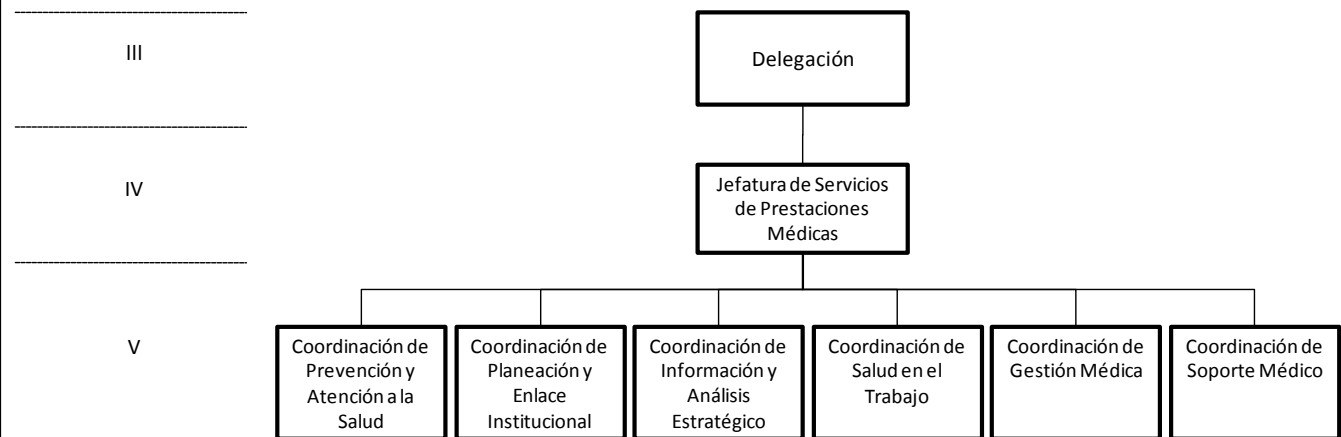 III
Delegación
IV
Jefatura de Servicios
de Prestaciones
Médicas
V
Coordinación de
Prevención y
Atención a la
Salud
Coordinación de
Planeación y
Enlace
Institucional
Coordinación de
Información y
Análisis
Estratégico
Coordinación de
Salud en el
Trabajo
Coordinación de
Gestión Médica
Coordinación de
Soporte Médico